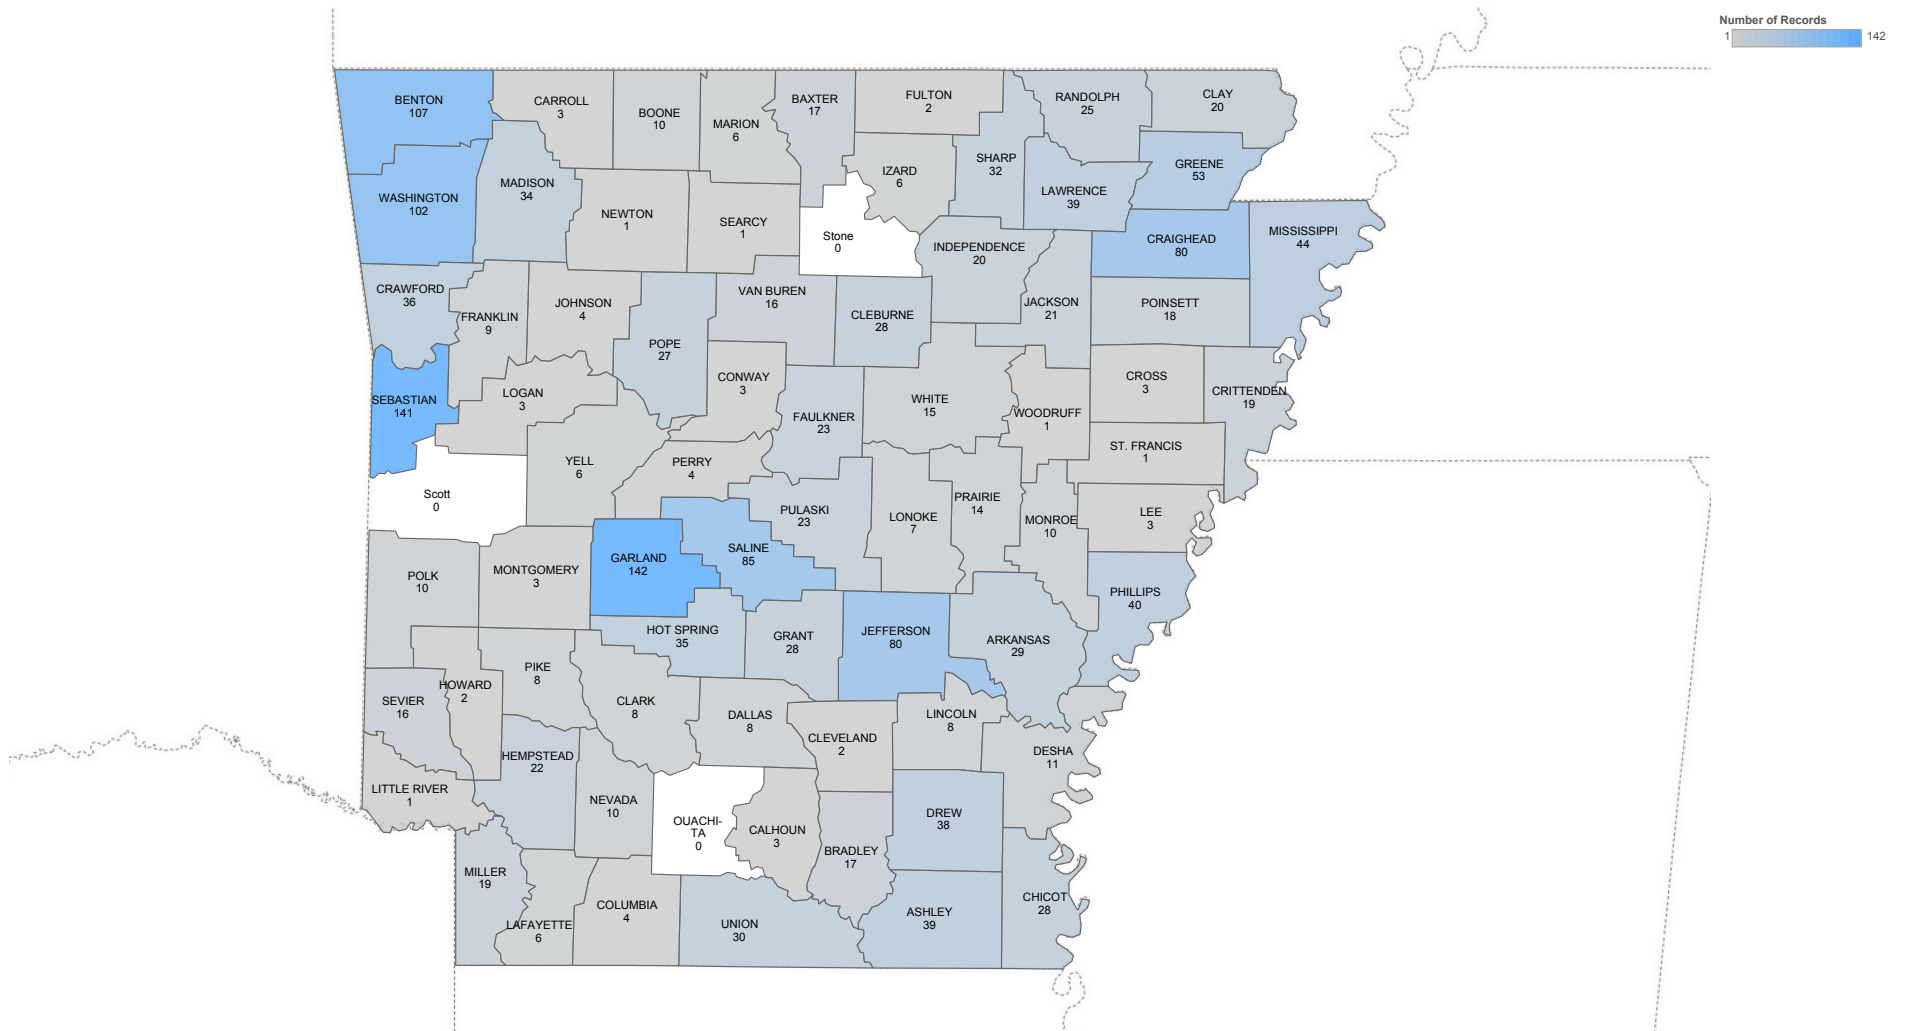 Number of Records
1
142
BENTON
107
CARROLL
3
BOONE
10
MARION
6
BAXTER
17
FULTON
2
RANDOLPH
25
CLAY
20
WASHINGTON
102
MADISON
34
NEWTON
1
SEARCY
1
Stone
0
IZARD
6
SHARP
32
LAWRENCE
39
GREENE
53
CRAIGHEAD
80
MISSISSIPPI
44
INDEPENDENCE
20
CRAWFORD
36
FRANKLIN
9
JOHNSON
4
POPE
27
VAN BUREN
16
CLEBURNE
28
JACKSON
21
POINSETT
18
SEBASTIAN
141
LOGAN
3
CONWAY
3
FAULKNER
23
WHITE
15
WOODRUFF
1
CROSS
3
CRITTENDEN
19
ST. FRANCIS
1
Scott
0
YELL
6
PERRY
4
PULASKI
23
LONOKE
7
PRAIRIE
14
MONROE
10
LEE
3
POLK
10
MONTGOMERY
3
GARLAND
142
SALINE
85
PHILLIPS
40
HOT SPRING
35
GRANT
28
JEFFERSON
80
ARKANSAS
29
SEVIER
16
HOWARD
2
PIKE
8
CLARK
8
DALLAS
8
CLEVELAND
2
LINCOLN
8
DESHA
11
LITTLE RIVER
1
HEMPSTEAD
22
NEVADA
10
OUACHI-
TA
0
CALHOUN
3
BRADLEY
17
DREW
38
MILLER
19
LAFAYETTE
6
COLUMBIA
4
UNION
30
ASHLEY
39
CHICOT
28